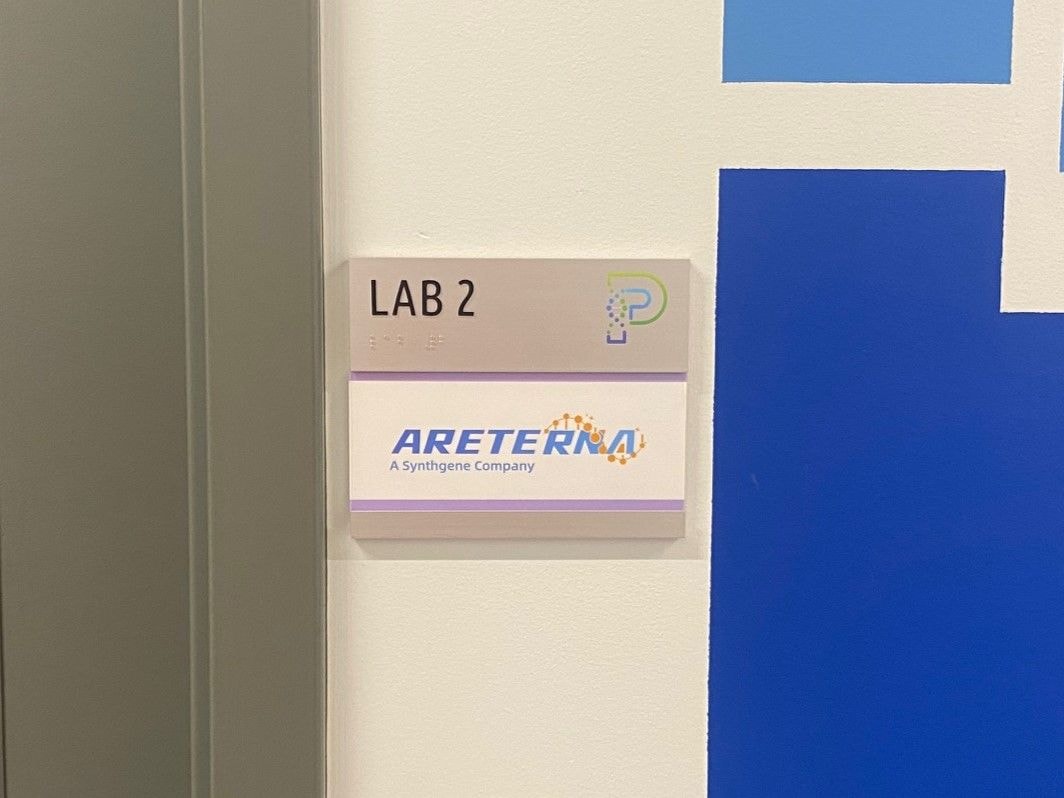 LAB 2
ARETERNA
A Synthgene Company